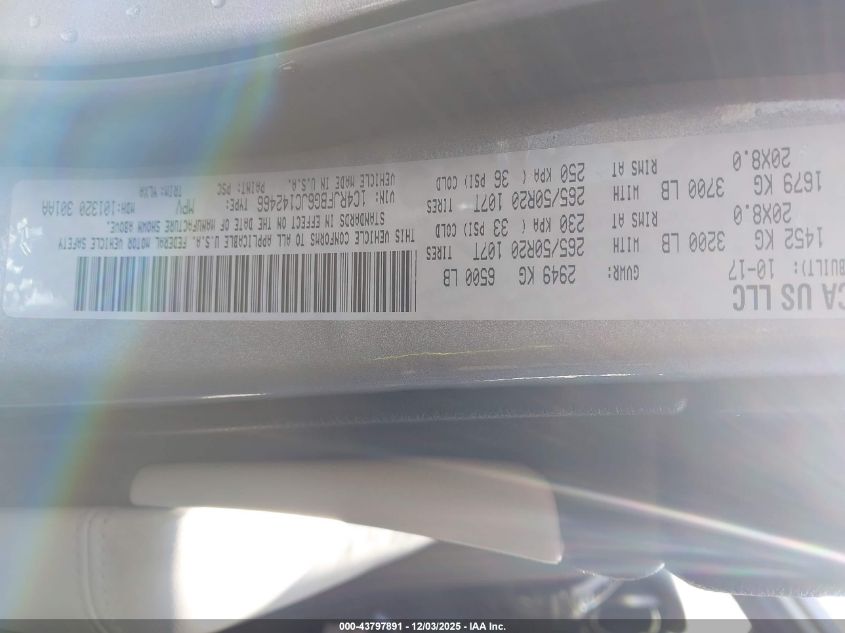 CA US LLC
BUILT): 10-17 GVWR: 2949 KG 6500 LB
1452 KG 3200 LB WITH 265/50R20 107T TIRES
20X8.0 RIMS AT 230 KPA ( 33 PSI) COLD
1679 KG 3700 LB WITH 265/50R20 107T TIRES
20X8.0 RIMS AT 250 KPA ( 36 PSI) COLD
THIS VEHICLE CONFORMS TO ALL APPLICABLE U.S.A. FEDERAL MOTOR VEHICLE SAFETY
STANDARDS IN EFFECT ON THE DATE OF MANUFACTURE SHOWN ABOVE.
VIN: 1C4RJFBG6JC142466 TYPE: MPV MDH:101320 301AA
VEHICLE MADE IN U.S.A. PAINT: PSC TRIM:
000-43797891 - 12/03/2025 - IAA Inc.